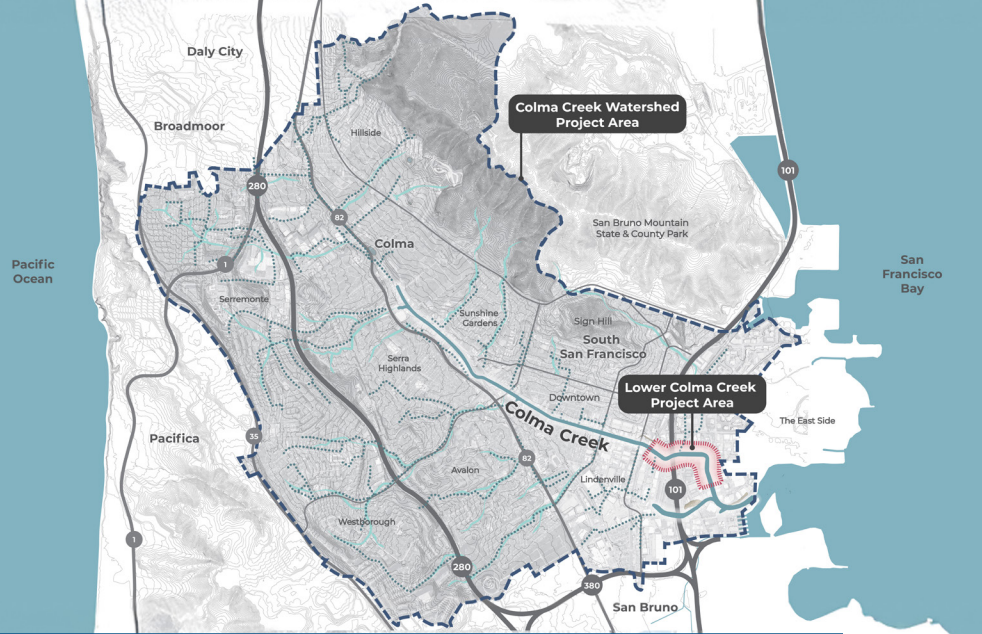 Daly City
Colma Creek Watershed
Project Area
Broadmoor
Hillside
101
280
82
San Bruno Mountain
State & County Park
Colma
Pacific
Ocean
1
San
Francisco
Bay
Serremonte
Sunshine
Gardens
Sign Hill
South
San Francisco
Serra
Highlands
Lower Colma Creek
Project Area
Downtown
Colma Creek
The East Side
Pacifica
35
82
Avalon
Lindenville
101
Westborough
1
280
380
San Bruno